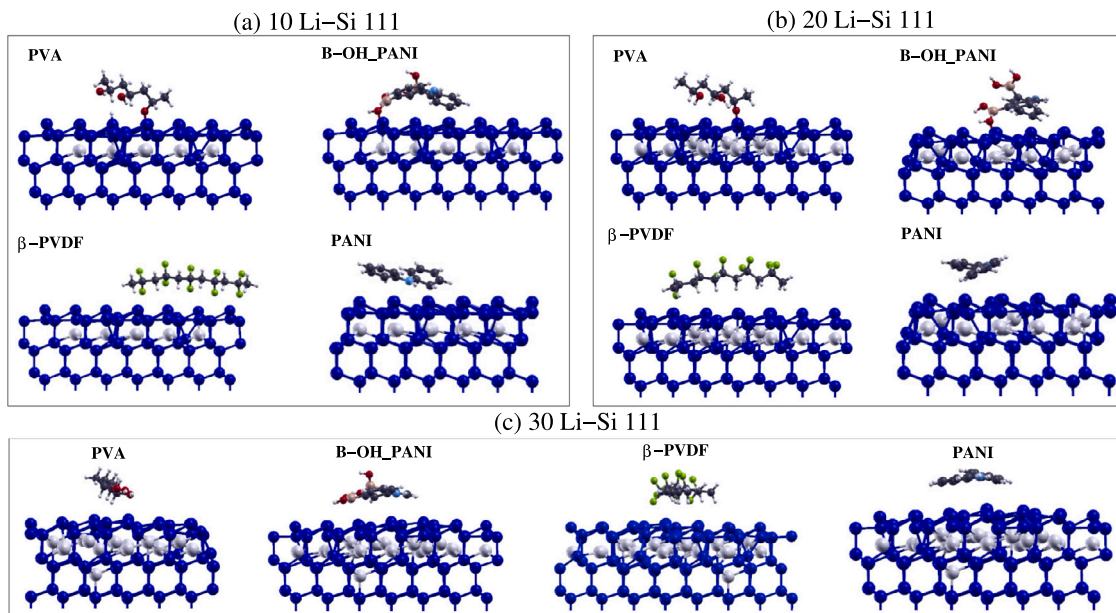 (a) 10 Li–Si 111
PVA
B–OH_PANI
β–PVDF
PANI
(b) 20 Li–Si 111
PVA
B–OH_PANI
β–PVDF
PANI
(c) 30 Li–Si 111
PVA
B–OH_PANI
β–PVDF
PANI